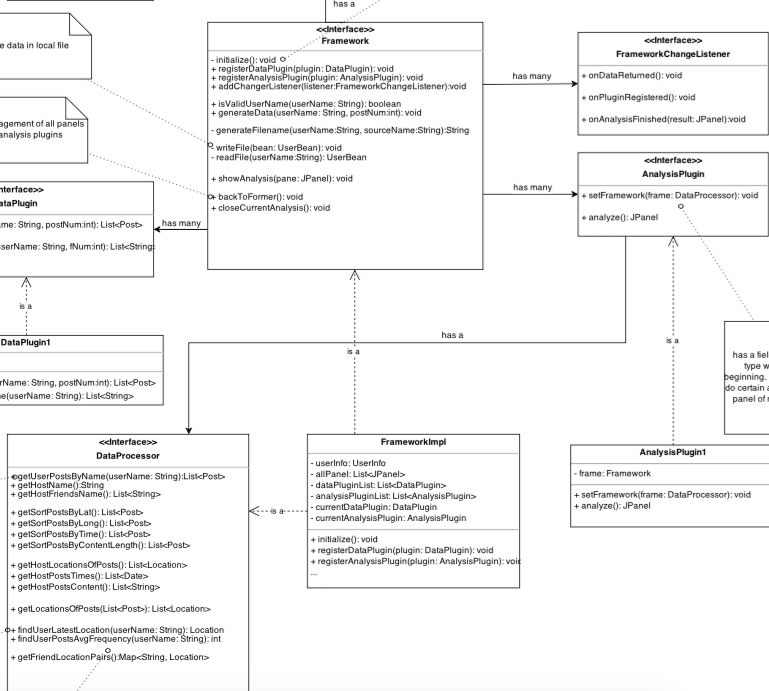 has a
e data in local file
agement of all panels
analysis plugins
<<Interface>>
Framework
- initialize(): void
+ registerDataPlugin(plugin: DataPlugin): void
+ registerAnalysisPlugin(plugin: AnalysisPlugin): void
+ addChangerListener(listener:FrameworkChangeListener):void
+ isValidUserName(userName: String): boolean
+ generateData(userName: String, postNum:int): void
- generateFilename(userName:String, sourceName:String):String
writeFile(bean: UserBean): void
- readFile(userName:String): UserBean
+ showAnalysis(pane: JPanel): void
+ backToFormer(): void
+ closeCurrentAnalysis(): void
has many
<<Interface>>
FrameworkChangeListener
+ onDataReturned(): void
+ onPluginRegistered(): void
+ onAnalysisFinished(result: JPanel):void
has many
<<Interface>>
AnalysisPlugin
+ setFramework(frame: DataProcessor): void
+ analyze(): JPanel
nterface>>
ataPlugin
ame: String, postNum:int): List<Post>
userName: String, fNum:int): List<String>
has many
is a
DataPlugin1
rName: String, postNum:int): List<Post>
e(userName: String): List<String>
has a
is a
is a
has a fiel
type w
beginning.
do certain a
panel of r
<<Interface>>
DataProcessor
+getUserPostsByName(userName: String):List<Post>
+ getHostName():String
+ getHostFriendsName(): List<String>
+ getSortPostsByLat(): List<Post>
+ getSortPostsByLong(): List<Post>
+ getSortPostsByTime(): List<Post>
+ getSortPostsByContentLength(): List<Post>
+ getHostLocationsOfPosts(): List<Location>
+ getHostPostsTimes(): List<Date>
+ getHostPostsContent(): List<String>
+ getLocationsOfPosts(List<Post>): List<Location>
+ findUserLatestLocation(userName: String): Location
+ findUserPostsAvgFrequency(userName: String): int
+ getFriendLocationPairs():Map<String, Location>
is a
FrameworkImpl
- userInfo: UserInfo
- allPanel: List<JPanel>
- dataPluginList: List<DataPlugin>
- analysisPluginList: List<AnalysisPlugin>
- currentDataPlugin: DataPlugin
- currentAnalysisPlugin: AnalysisPlugin
+ initialize(): void
+ registerDataPlugin(plugin: DataPlugin): void
+ registerAnalysisPlugin(plugin: AnalysisPlugin): void
...
AnalysisPlugin1
- frame: Framework
+ setFramework(frame: DataProcessor): void
+ analyze(): JPanel